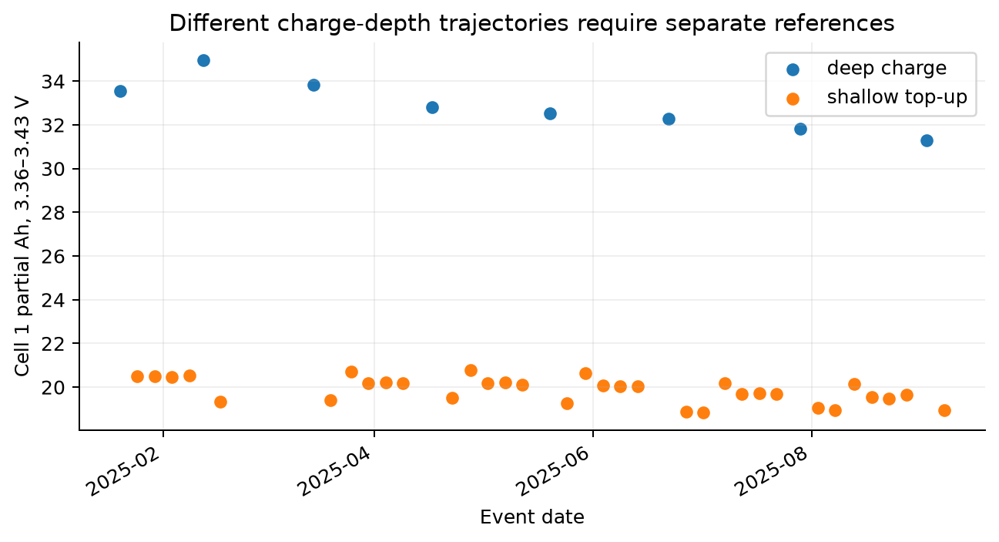 Different charge-depth trajectories require separate references
deep charge
shallow top-up
Cell 1 partial Ah, 3.36–3.43 V
34
32
30
28
26
24
22
20
2025-02
2025-04
2025-06
2025-08
Event date